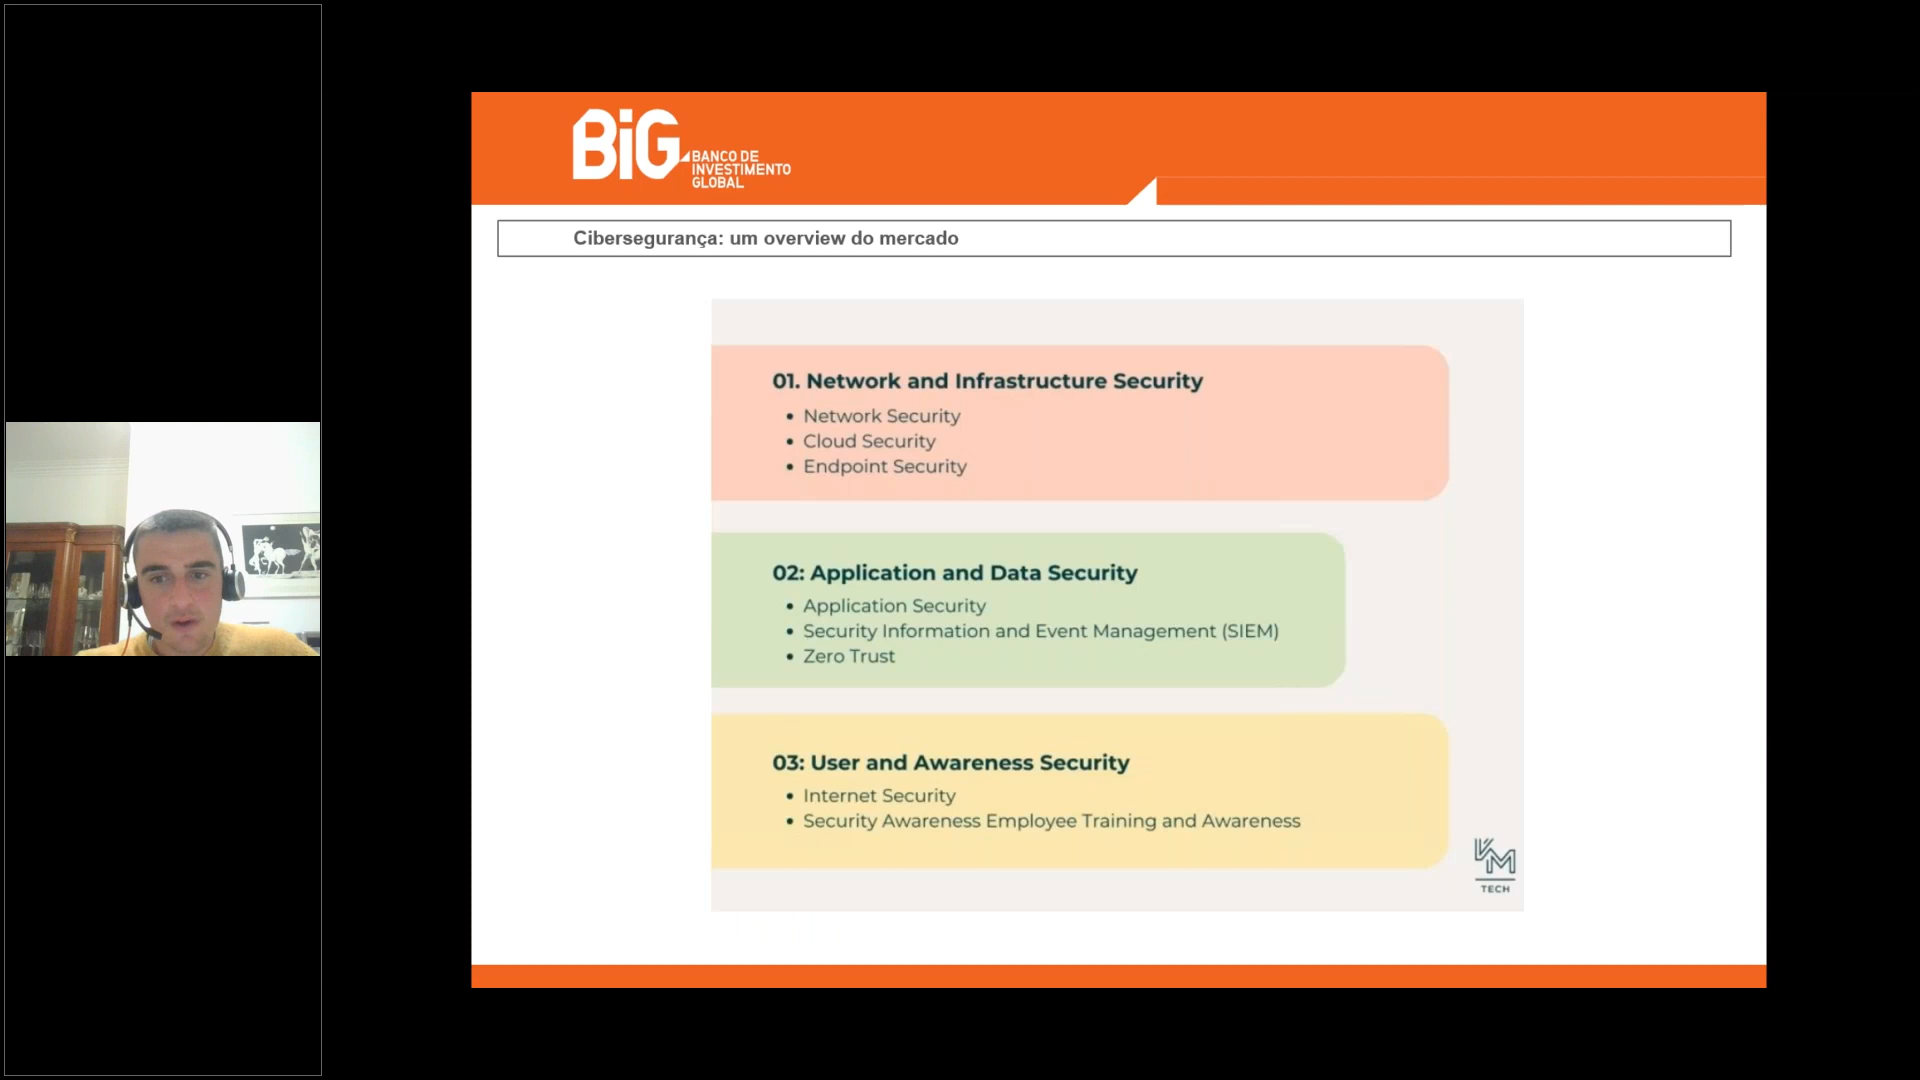 BiG
BANCO DE
INVESTIMENTO
GLOBAL
Cibersegurança: um overview do mercado
01. Network and Infrastructure Security
• Network Security
• Cloud Security
• Endpoint Security
02: Application and Data Security
• Application Security
• Security Information and Event Management (SIEM)
• Zero Trust
03: User and Awareness Security
• Internet Security
• Security Awareness Employee Training and Awareness
VM
TECH